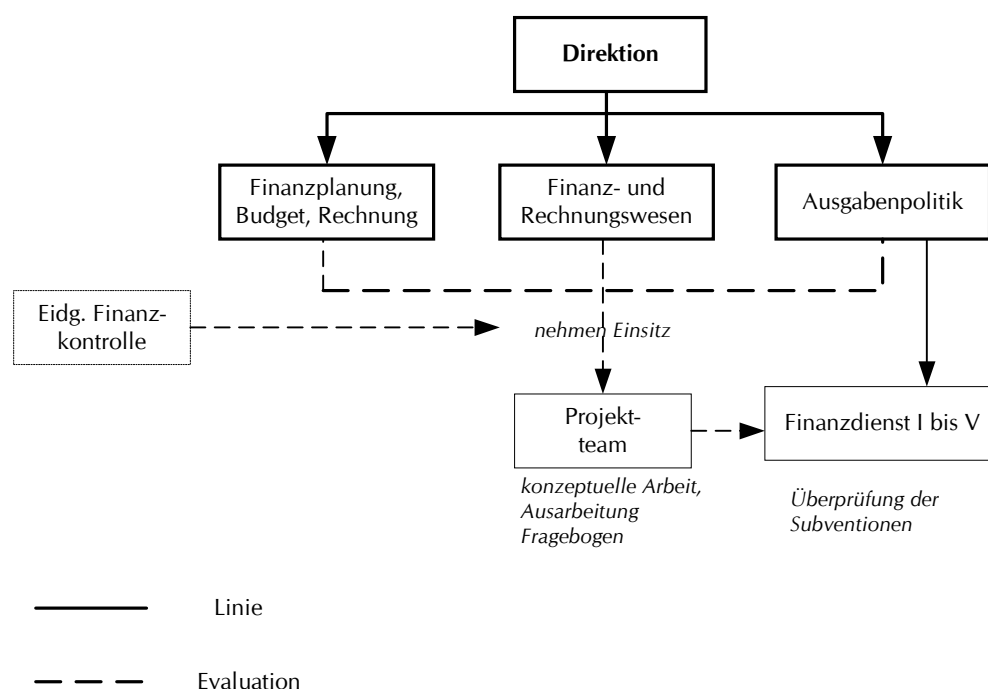 Direktion
Finanzplanung,
Budget, Rechnung
Finanz- und
Rechnungswesen
Ausgabenpolitik
Eidg. Finanz-
kontrolle
nehmen Einsitz
Projekt-
team
Finanzdienst I bis V
konzeptuelle Arbeit,
Ausarbeitung
Fragebogen
Überprüfung der
Subventionen
Linie
Evaluation